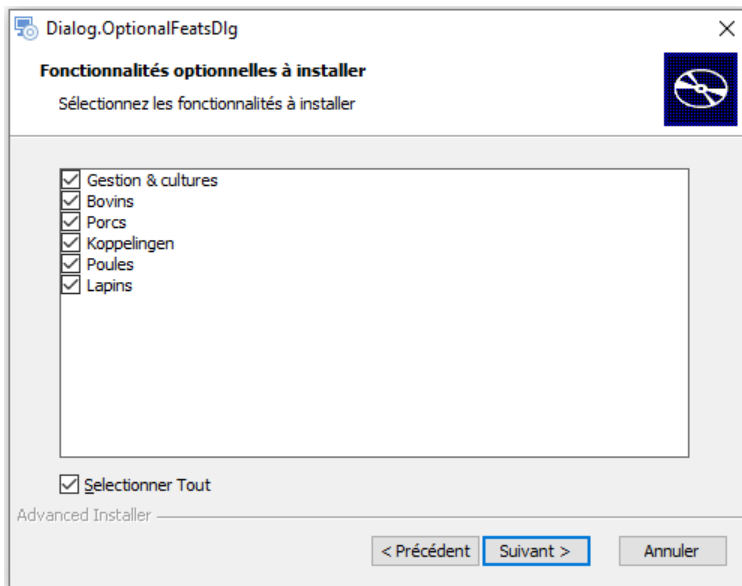 Dialog.OptionalFeatsDlg
Fonctionnalités optionnelles à installer
Sélectionnez les fonctionnalités à installer
Gestion & cultures
Bovins
Porcs
Koppelingen
Poules
Lapins
Selectionner Tout
Advanced Installer
< Précédent Suivant > Annuler